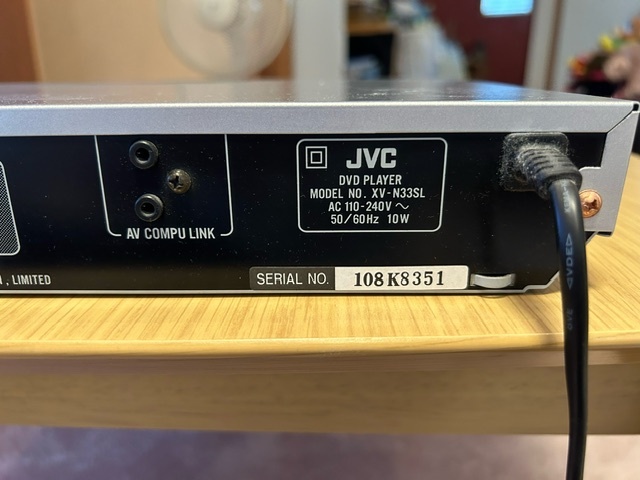 JVC
DVD PLAYER
MODEL NO. XV-N33SL
AC 110-240V ~
50/60Hz 10W
AV COMPU LINK
, LIMITED
SERIAL NO. 108K8351
VDE